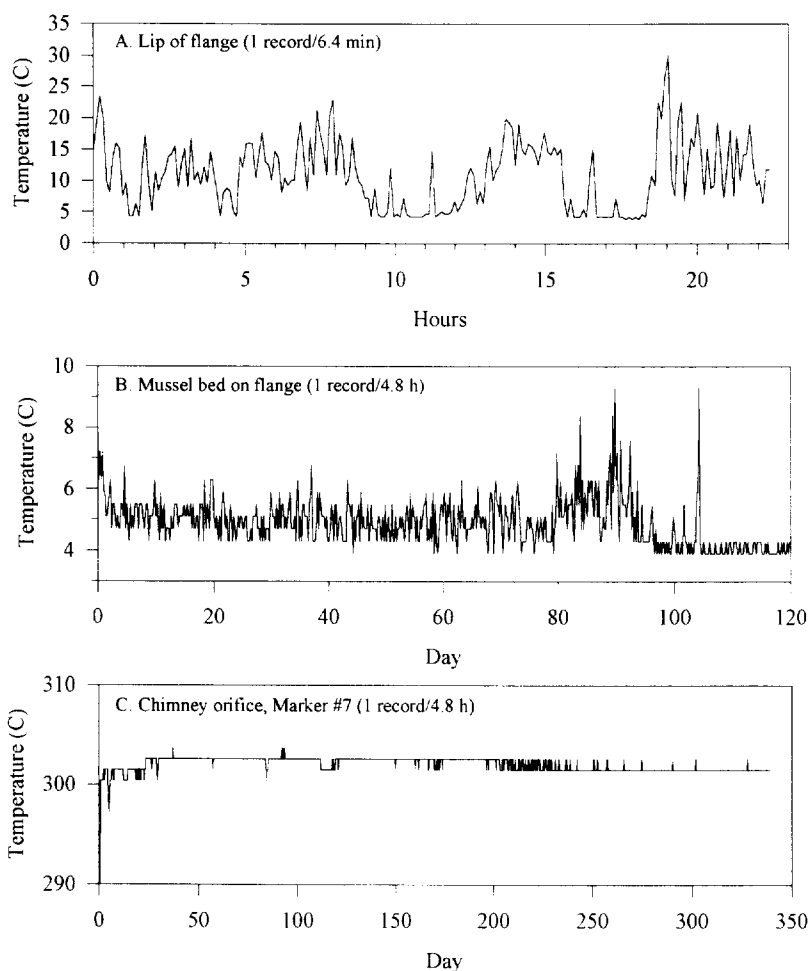 35
30
25
20
15
10
5
0
Temperature (C)
A. Lip of flange (1 record/6.4 min)
0 5 10 15 20
Hours
10
8
6
4
Temperature (C)
B. Mussel bed on flange (1 record/4.8 h)
0 20 40 60 80 100 120
Day
310
300
290
Temperature (C)
C. Chimney orifice, Marker #7 (1 record/4.8 h)
0 50 100 150 200 250 300 350
Day